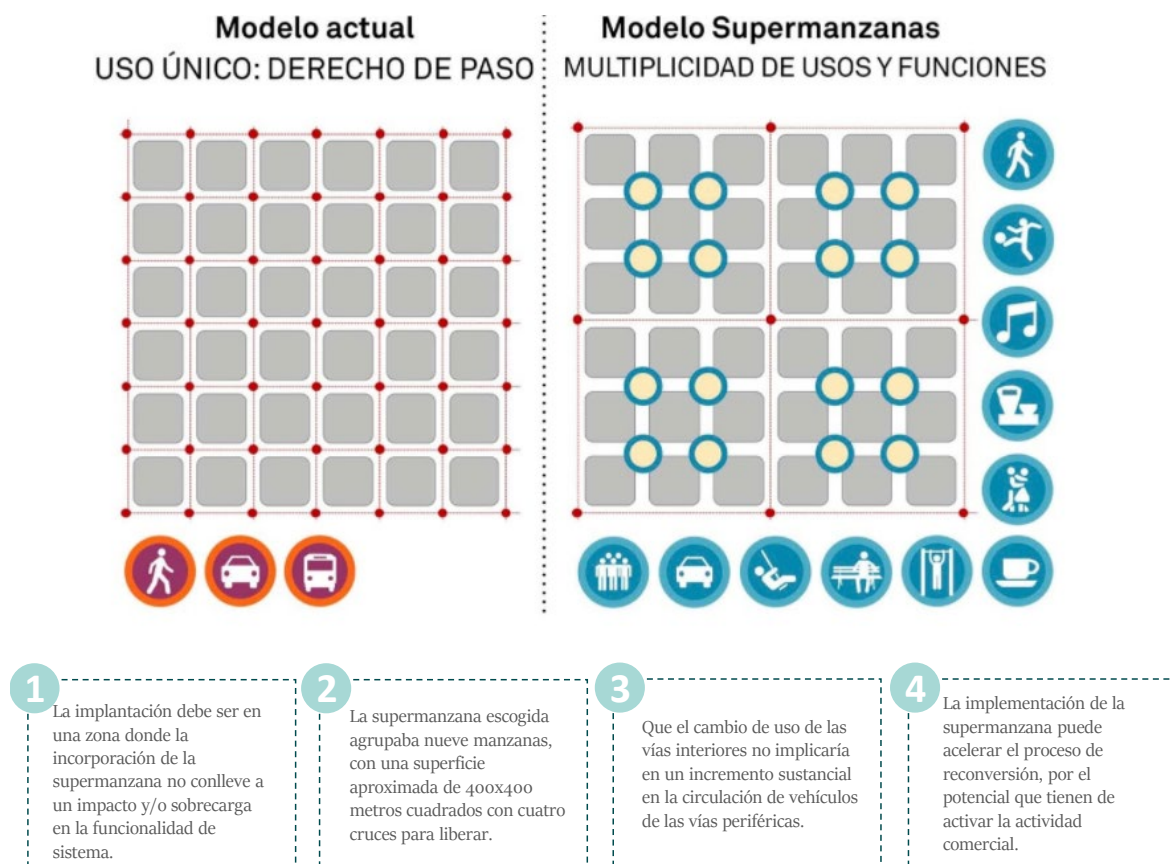 Modelo actual
USO ÚNICO: DERECHO DE PASO
Modelo Supermanzanas
MULTIPLICIDAD DE USOS Y FUNCIONES
1
La implantación debe ser en
una zona donde la
incorporación de la
supermanzana no conlleve a
un impacto y/o sobrecarga
en la funcionalidad de
sistema.
2
La supermanzana escogida
agrupaba nueve manzanas,
con una superficie
aproximada de 400x400
metros cuadrados con cuatro
cruces para liberar.
3
Que el cambio de uso de las
vías interiores no implicaría
en un incremento sustancial
en la circulación de vehículos
de las vías periféricas.
4
La implementación de la
supermanzana puede
acelerar el proceso de
reconversión, por el
potencial que tienen de
activar la actividad
comercial.